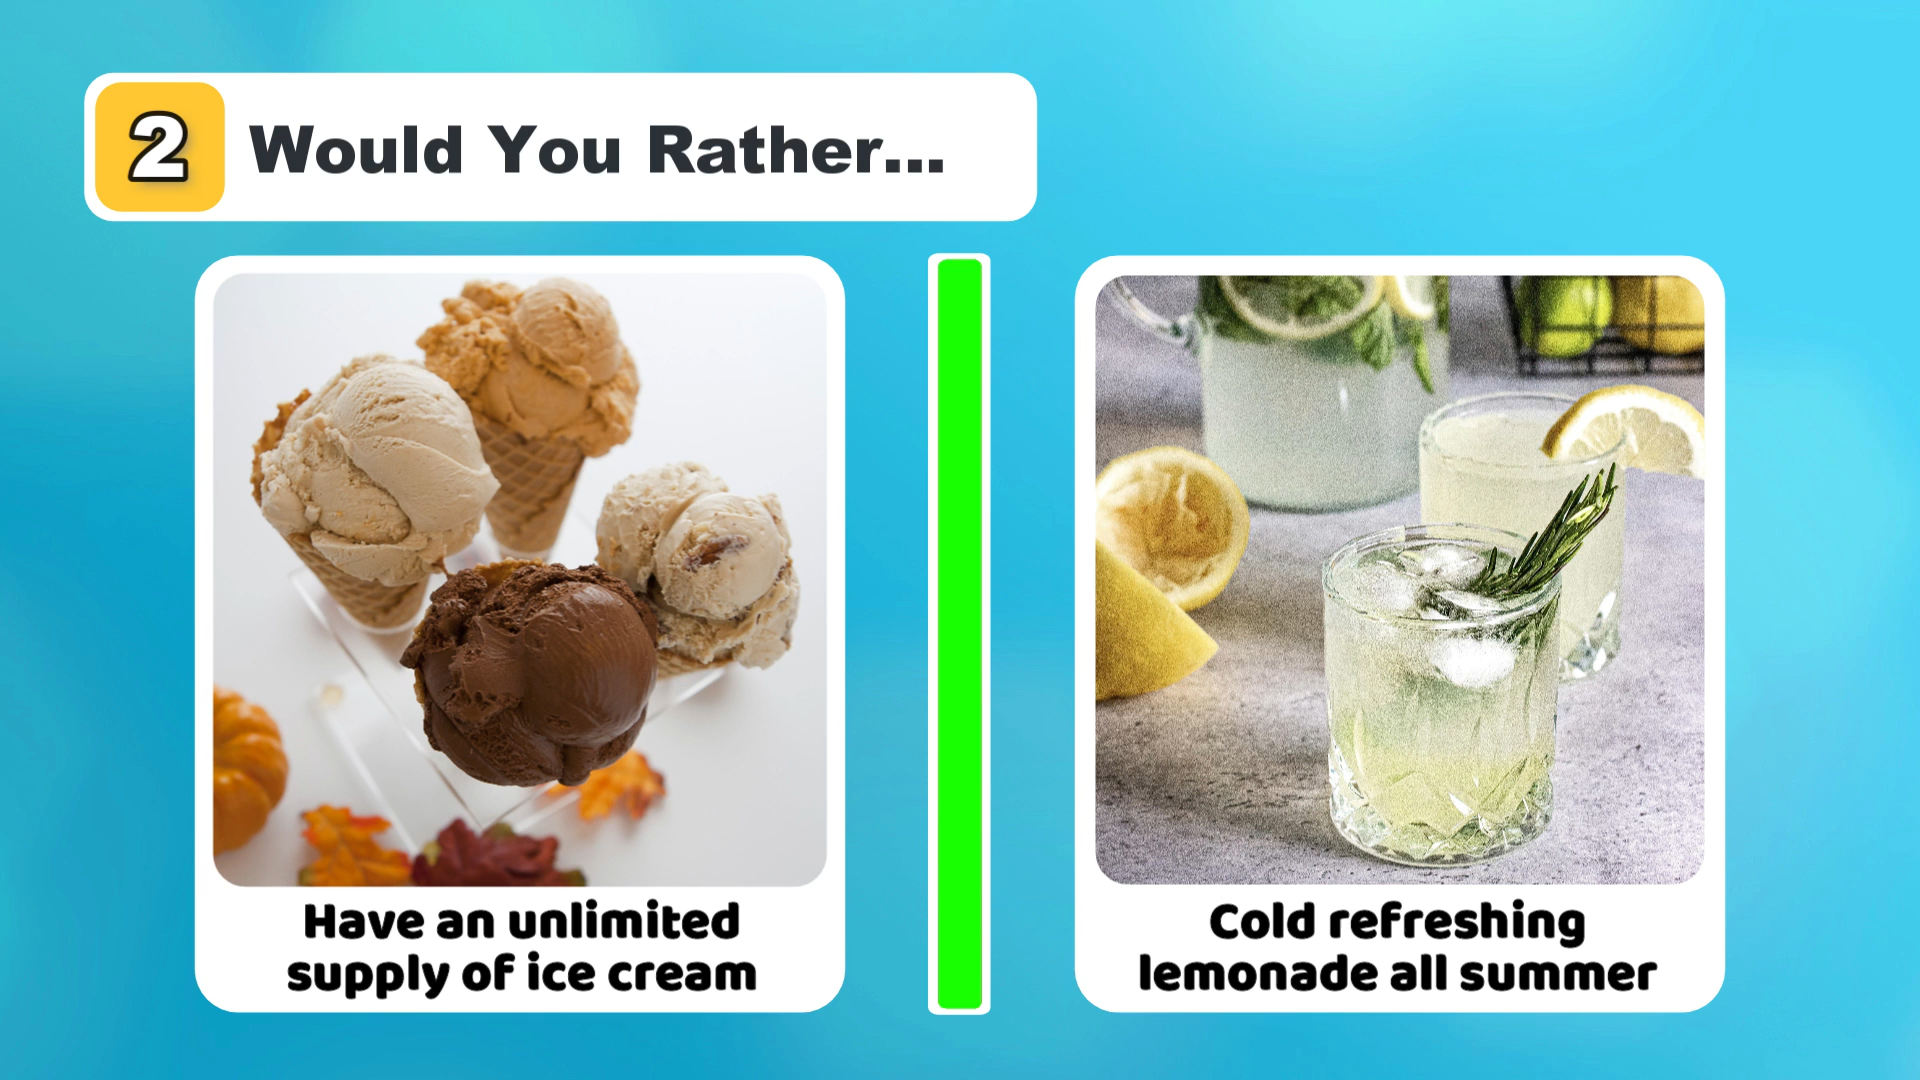 2 Would You Rather...
Have an unlimited
supply of ice cream
Cold refreshing
lemonade all summer